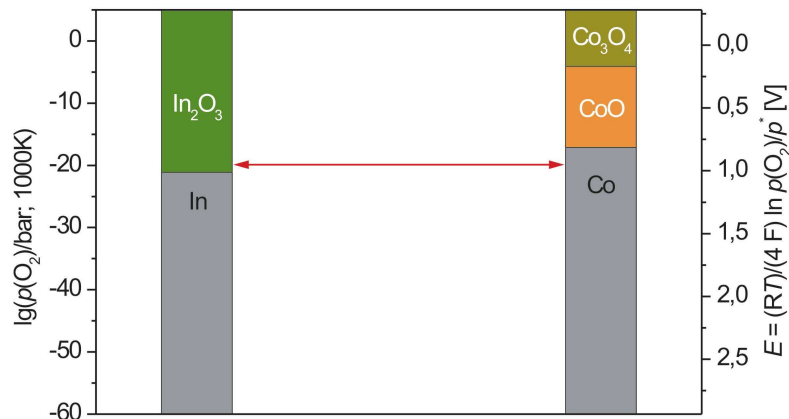 lg(p(O₂)/bar; 1000K)
0
-10
-20
-30
-40
-50
-60
In₂O₃
In
Co₃O₄
CoO
Co
0,0
0,5
1,0
1,5
2,0
2,5
E = (RT)/(4 F) ln p(O₂)/p* [V]